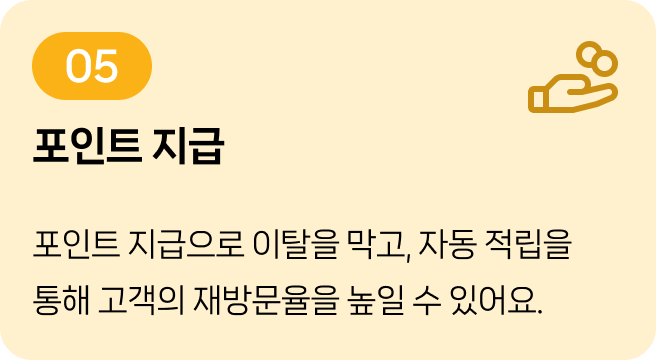 05
포인트 지급
포인트 지급으로 이탈을 막고, 자동 적립을
통해 고객의 재방문율을 높일 수 있어요.